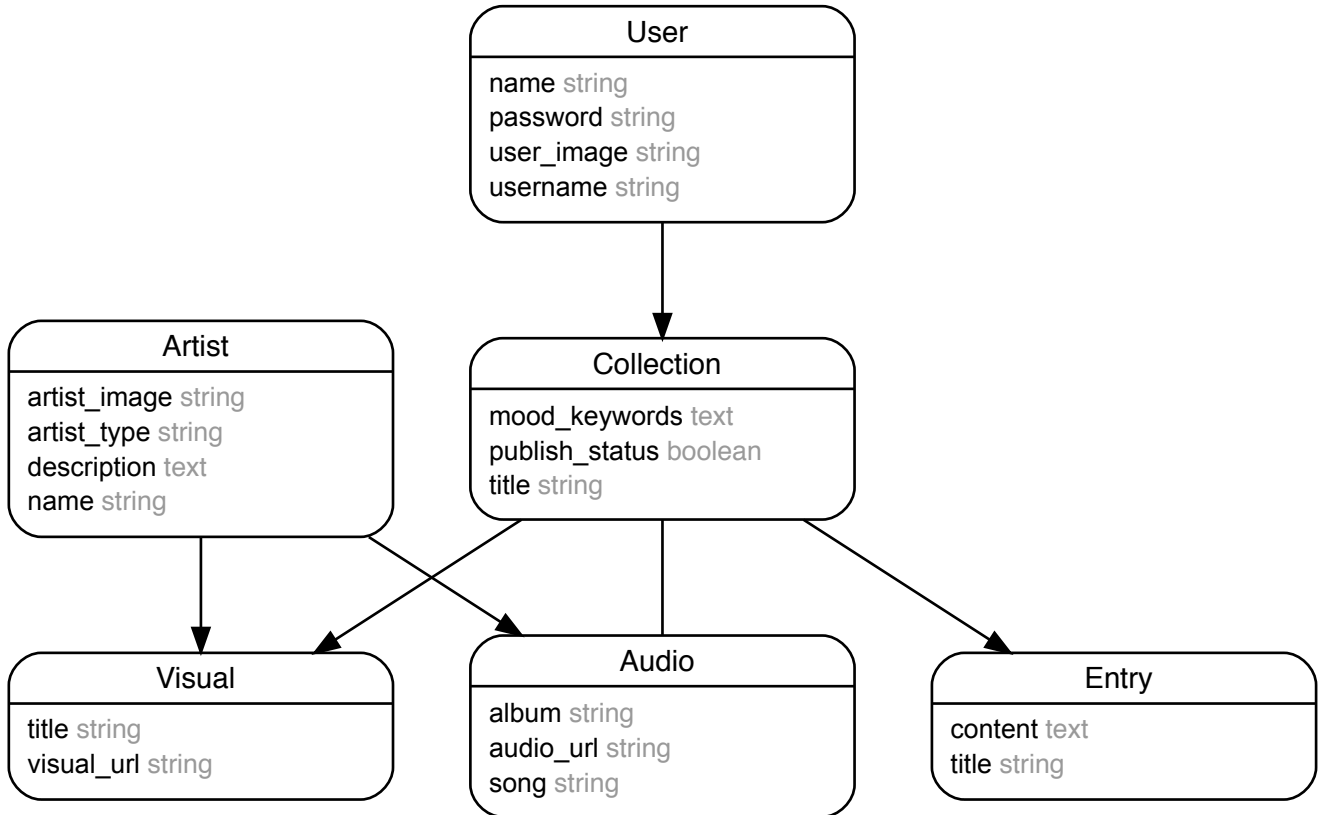 User
name string
password string
user_image string
username string
Artist
artist_image string
artist_type string
description text
name string
Collection
mood_keywords text
publish_status boolean
title string
Visual
title string
visual_url string
Audio
album string
audio_url string
song string
Entry
content text
title string